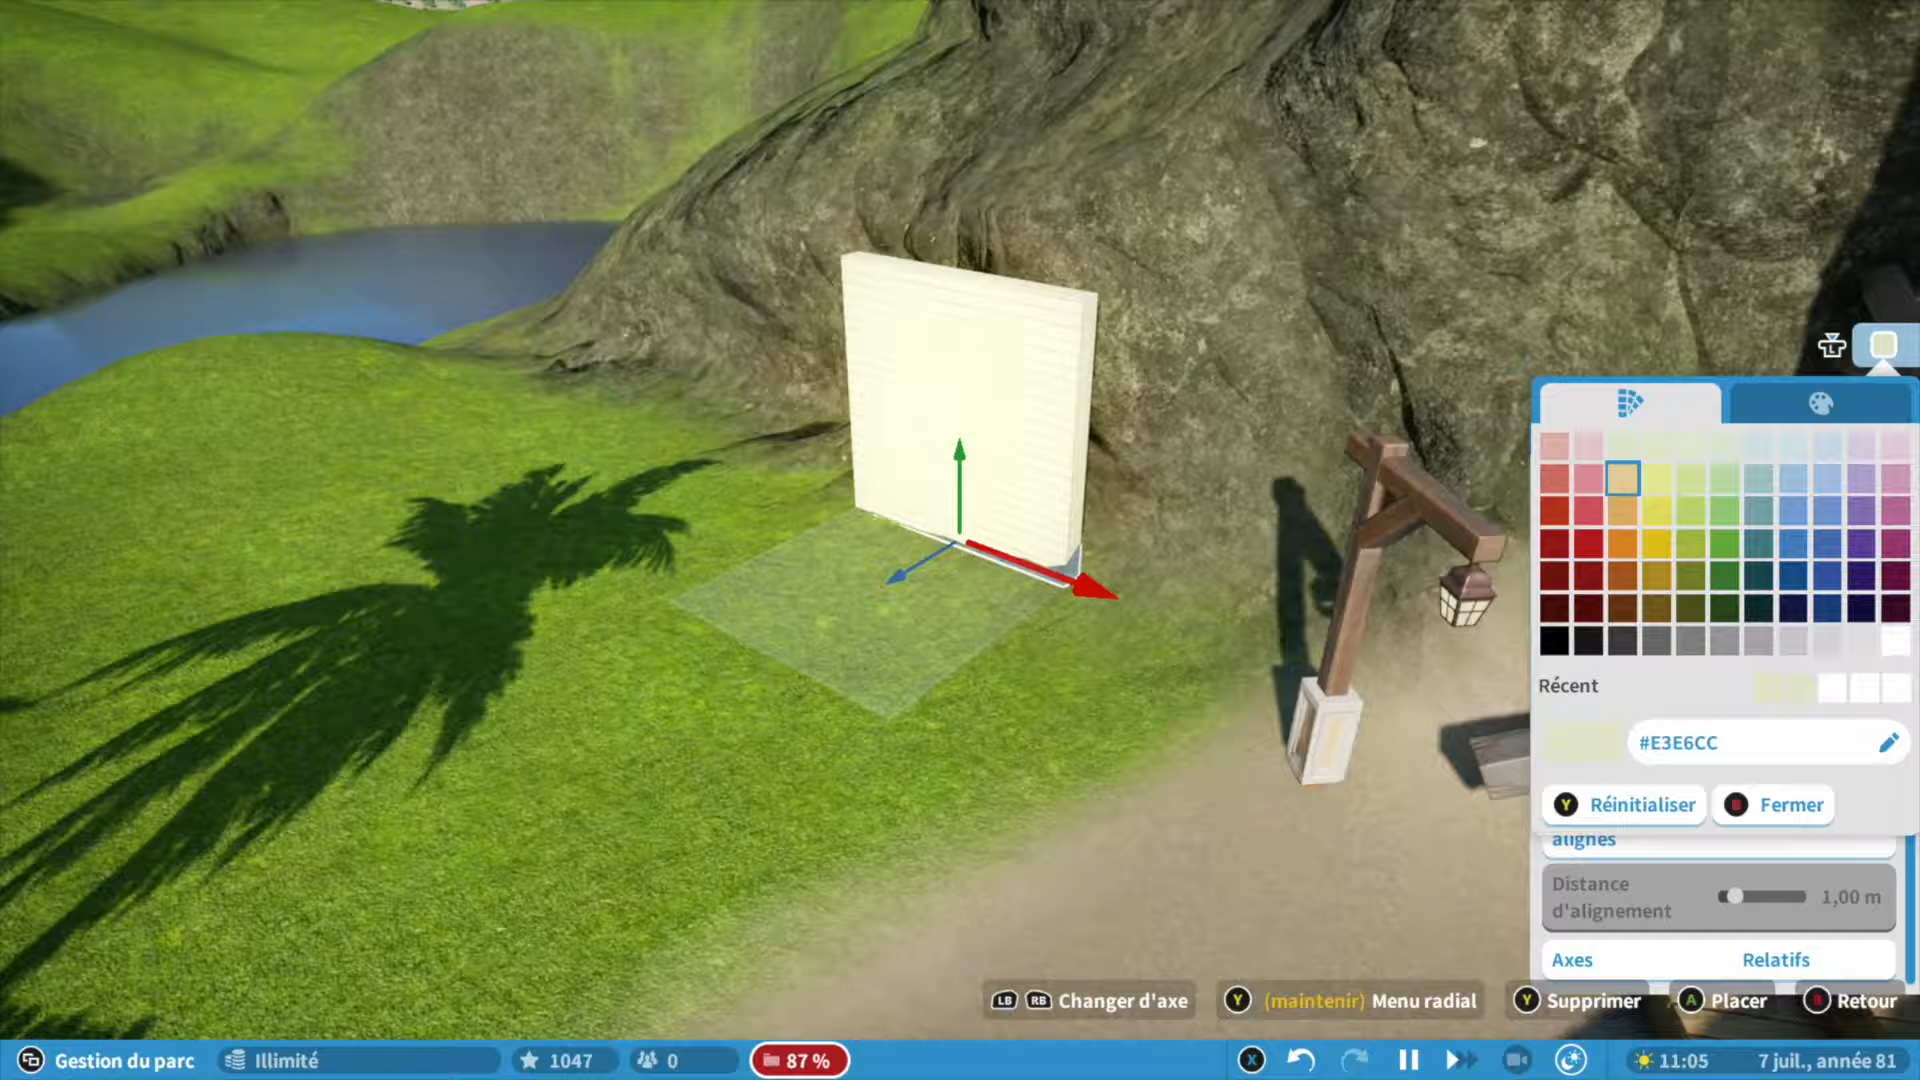 Récent
#E3E6CC
Y Réinitialiser
B Fermer
alignés
Distance d'alignement
1,00 m
Axes Relatifs
LB RB Changer d'axe
Y (maintenir) Menu radial
Y Supprimer
A Placer
B Retour
Gestion du parc
Illimité
1047
0
87 %
X
11:05
7 juil., année 81